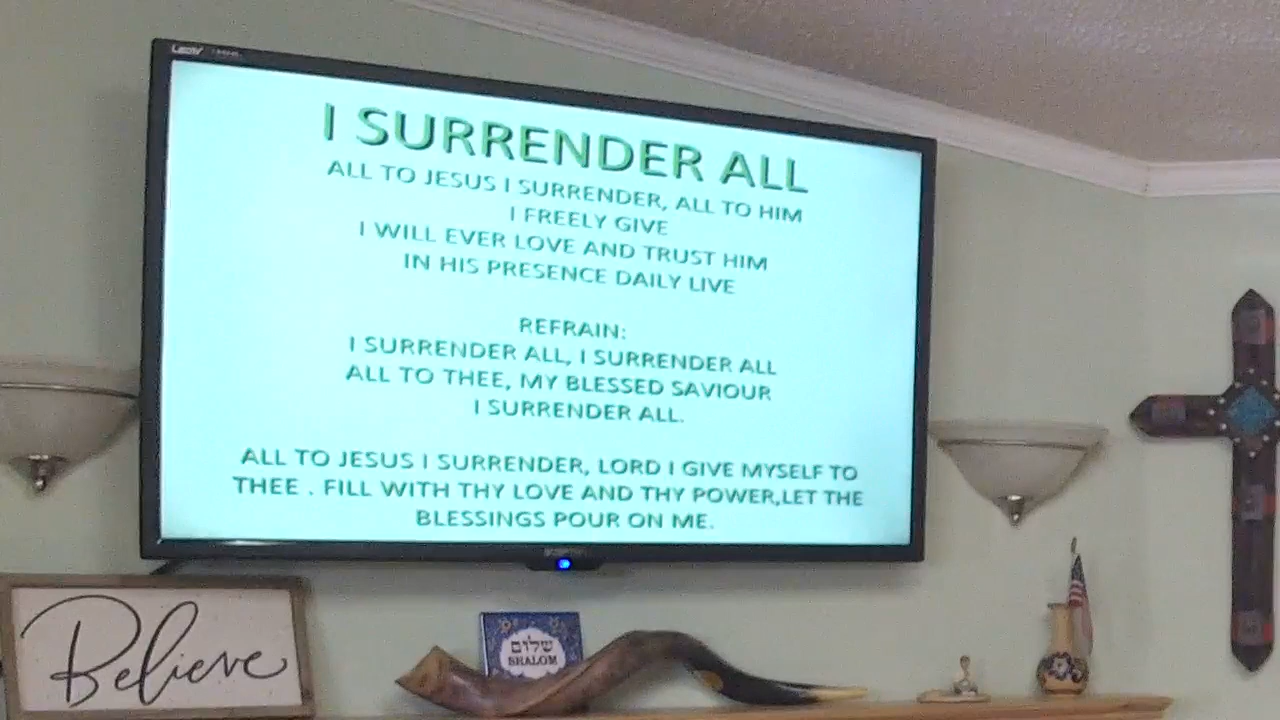 I SURRENDER ALL
ALL TO JESUS I SURRENDER, ALL TO HIM
I FREELY GIVE
I WILL EVER LOVE AND TRUST HIM
IN HIS PRESENCE DAILY LIVE
REFRAIN:
I SURRENDER ALL, I SURRENDER ALL
ALL TO THEE, MY BLESSED SAVIOUR
I SURRENDER ALL.
ALL TO JESUS I SURRENDER, LORD I GIVE MYSELF TO
THEE . FILL WITH THY LOVE AND THY POWER,LET THE
BLESSINGS POUR ON ME.
Believe
שלום
SHALOM